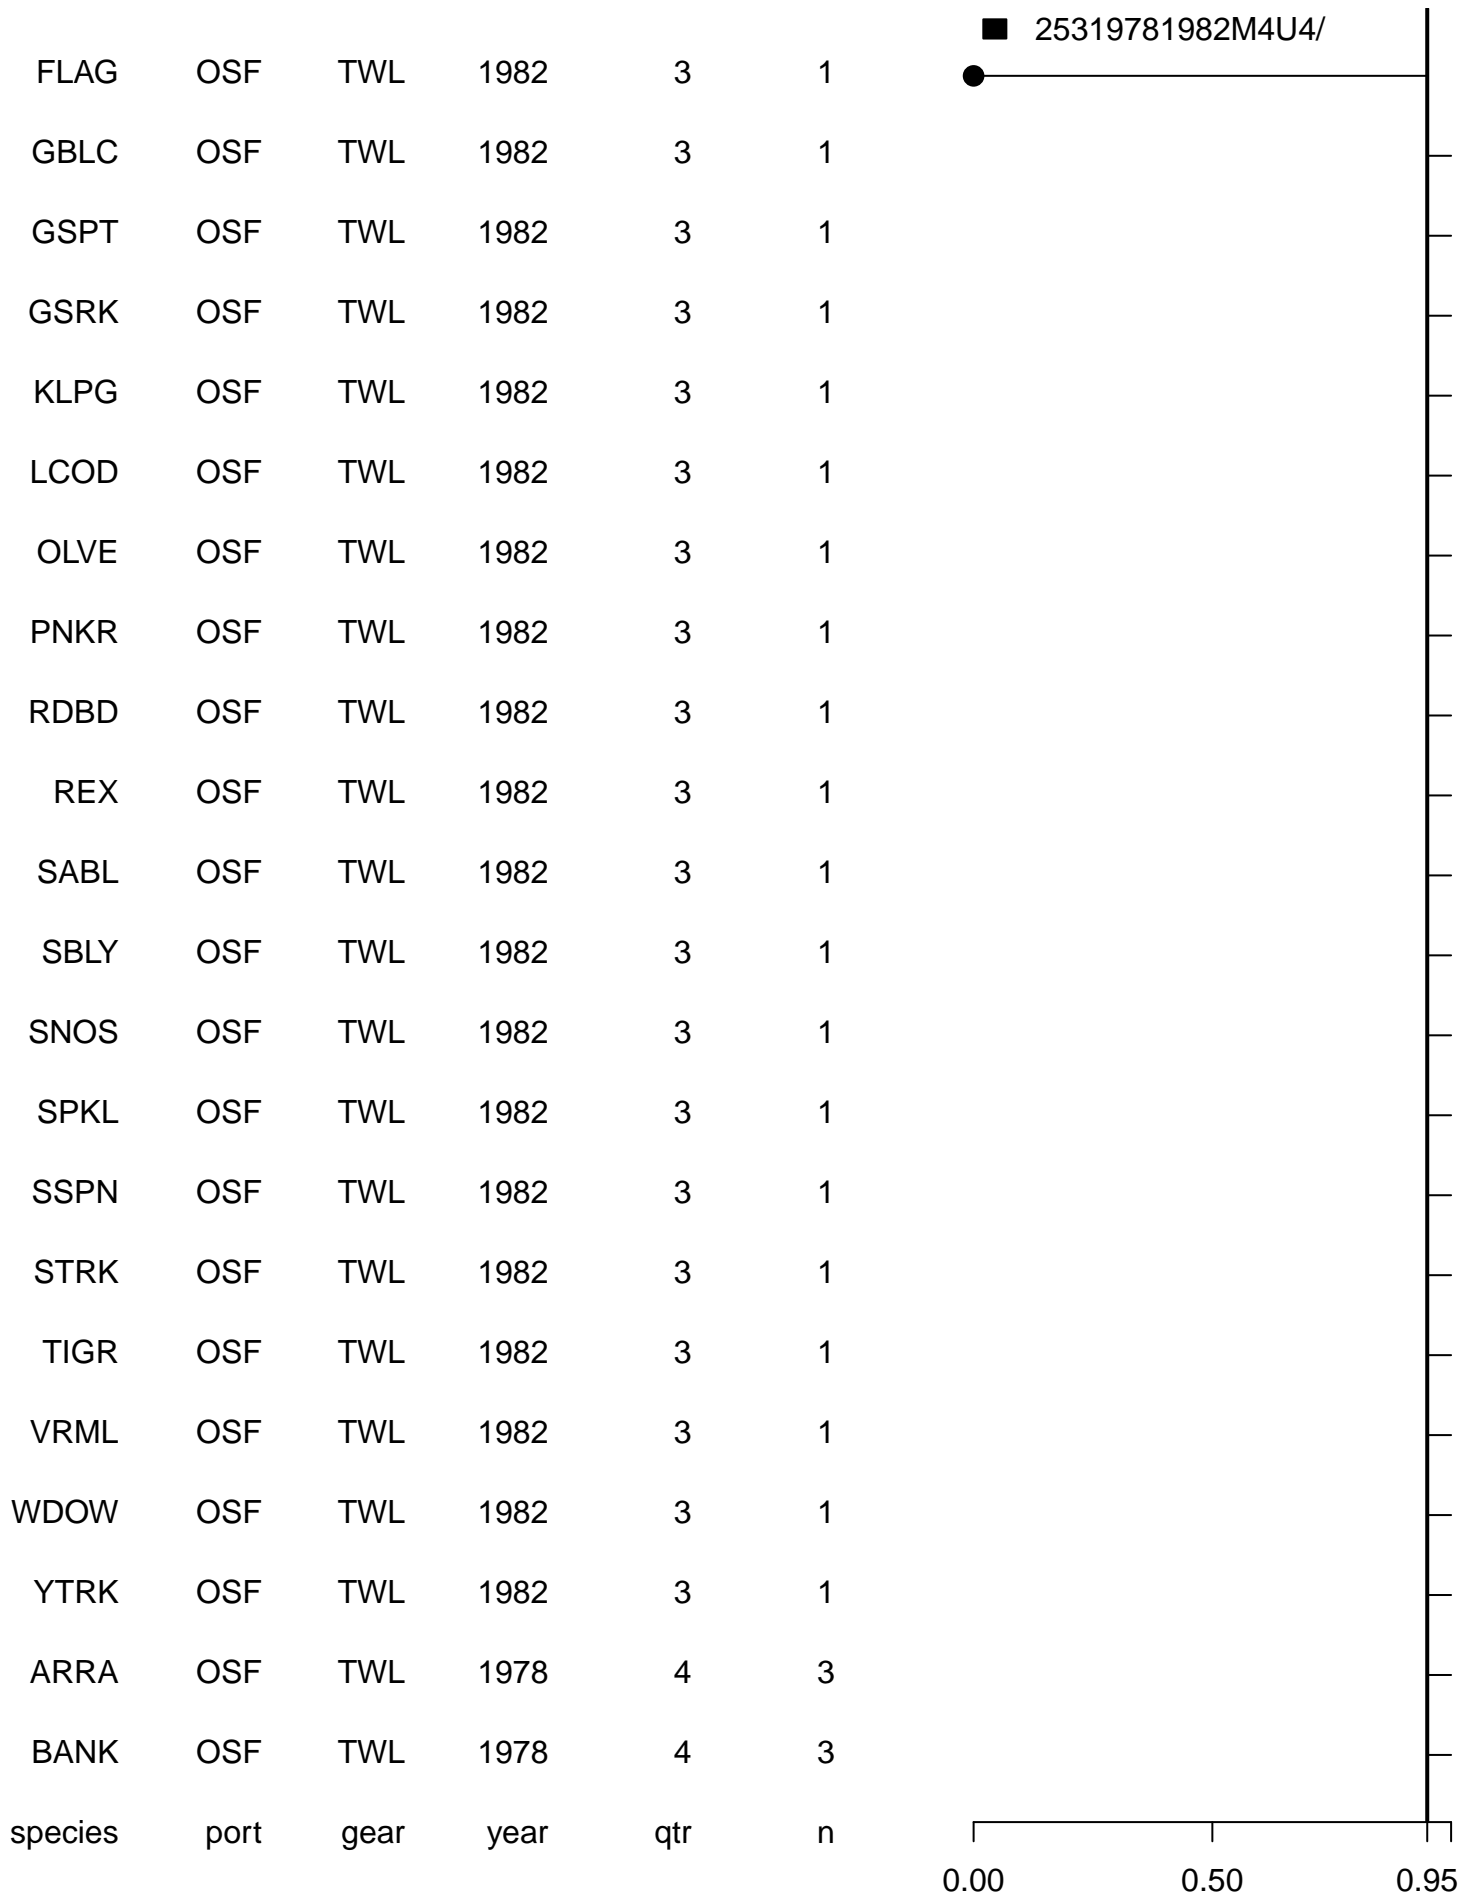 25319781982M4U4/
FLAG OSF TWL 1982 3 1
GBLC OSF TWL 1982 3 1
GSPT OSF TWL 1982 3 1
GSRK OSF TWL 1982 3 1
KLPG OSF TWL 1982 3 1
LCOD OSF TWL 1982 3 1
OLVE OSF TWL 1982 3 1
PNKR OSF TWL 1982 3 1
RDBD OSF TWL 1982 3 1
REX OSF TWL 1982 3 1
SABL OSF TWL 1982 3 1
SBLY OSF TWL 1982 3 1
SNOS OSF TWL 1982 3 1
SPKL OSF TWL 1982 3 1
SSPN OSF TWL 1982 3 1
STRK OSF TWL 1982 3 1
TIGR OSF TWL 1982 3 1
VRML OSF TWL 1982 3 1
WDOW OSF TWL 1982 3 1
YTRK OSF TWL 1982 3 1
ARRA OSF TWL 1978 4 3
BANK OSF TWL 1978 4 3
species port gear year qtr n
0.00 0.50 0.95